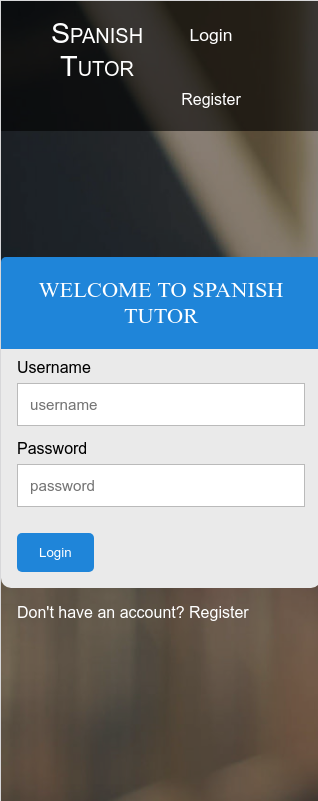 Spanish
Tutor
Login
Register
WELCOME TO SPANISH
TUTOR
Username
username
Password
password
Login
Don't have an account? Register